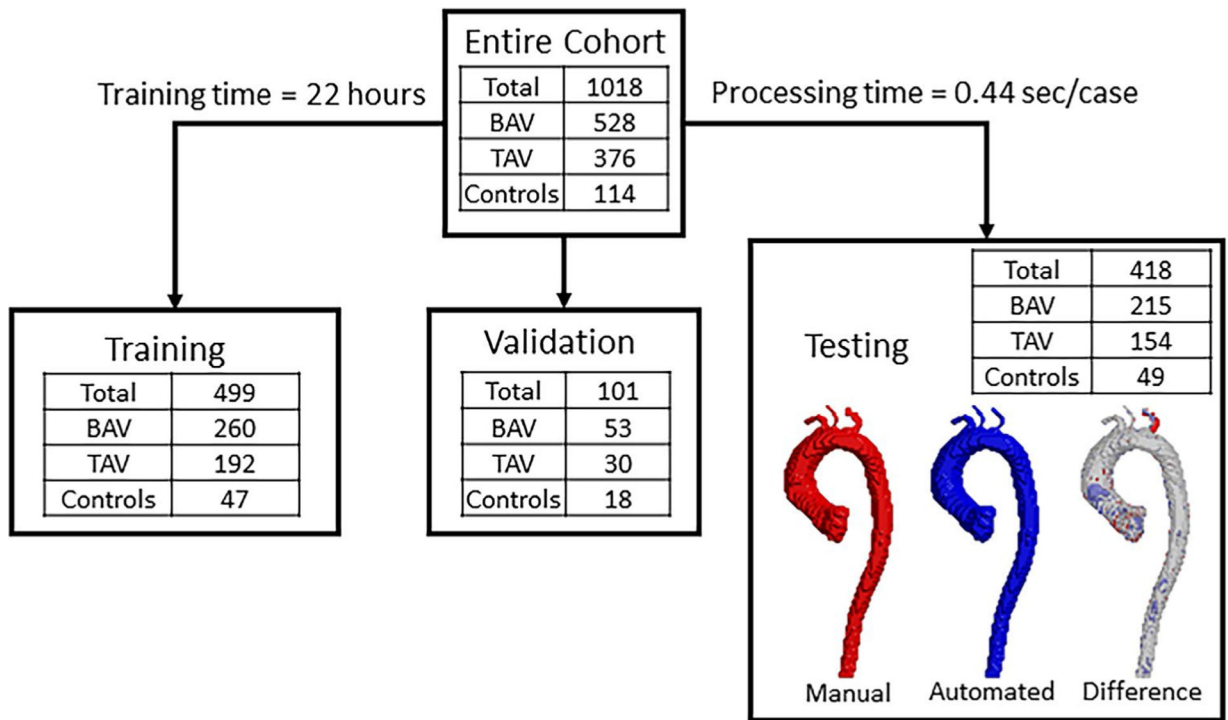 Entire Cohort
Total 1018
BAV 528
TAV 376
Controls 114
Training time = 22 hours
Processing time = 0.44 sec/case
Training
Total 499
BAV 260
TAV 192
Controls 47
Validation
Total 101
BAV 53
TAV 30
Controls 18
Testing
Total 418
BAV 215
TAV 154
Controls 49
Manual
Automated
Difference